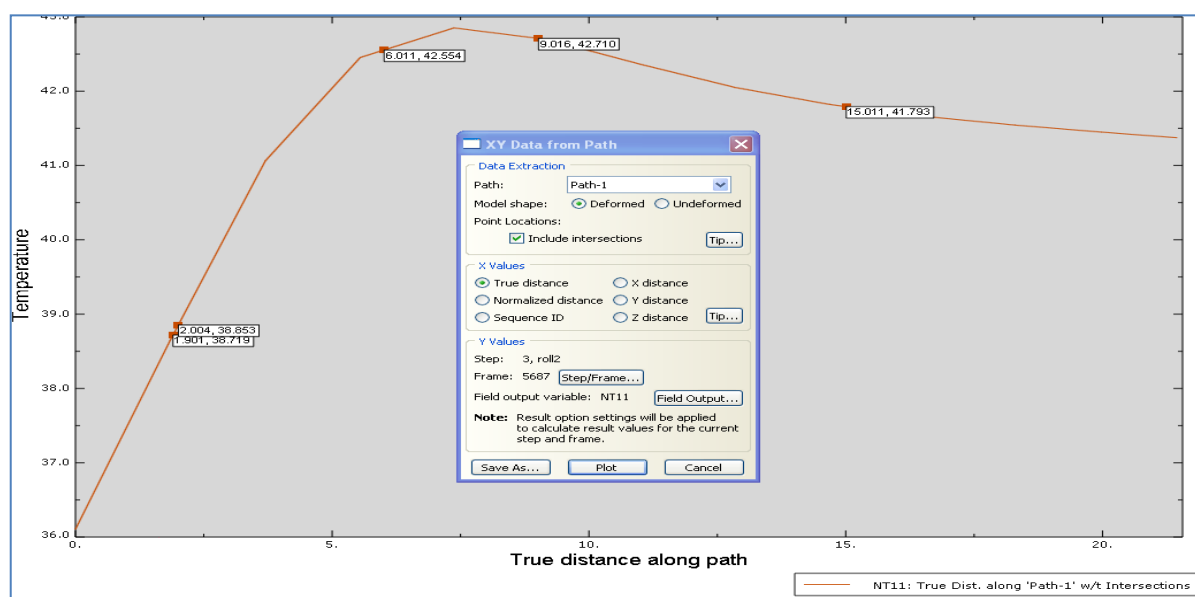 43.0
42.0
41.0
40.0
39.0
38.0
37.0
36.0
Temperature
6.011, 42.554
9.016, 42.710
15.011, 41.793
2.004, 38.853
1.901, 38.719
XY Data from Path
Data Extraction
Path: Path-1
Model shape: Deformed Undeformed
Point Locations:
Include intersections Tip...
X Values
True distance X distance
Normalized distance Y distance
Sequence ID Z distance Tip...
Y Values
Step: 3, roll2
Frame: 5687 Step/Frame...
Field output variable: NT11 Field Output...
Note: Result option settings will be applied
to calculate result values for the current
step and frame.
Save As... Plot Cancel
0. 5. 10. 15. 20.
True distance along path
NT11: True Dist. along 'Path-1' w/t Intersections